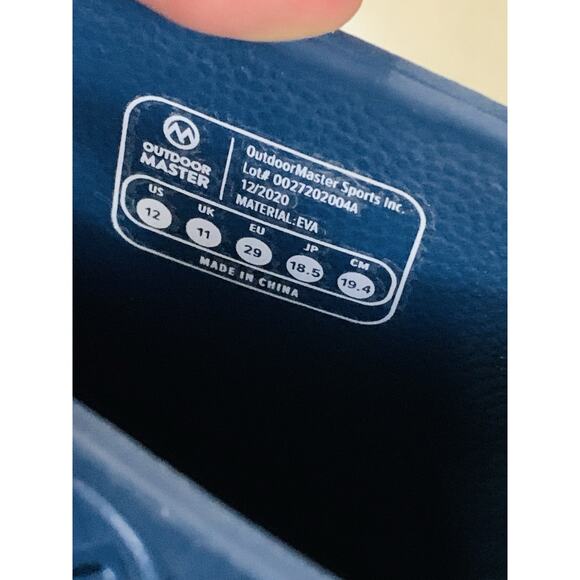 OUTDOOR
MASTER
OutdoorMaster Sports Inc.
Lot# 0027202004A
12/2020
MATERIAL:EVA
US UK EU JP CM
12 11 29 18.5 19.4
MADE IN CHINA